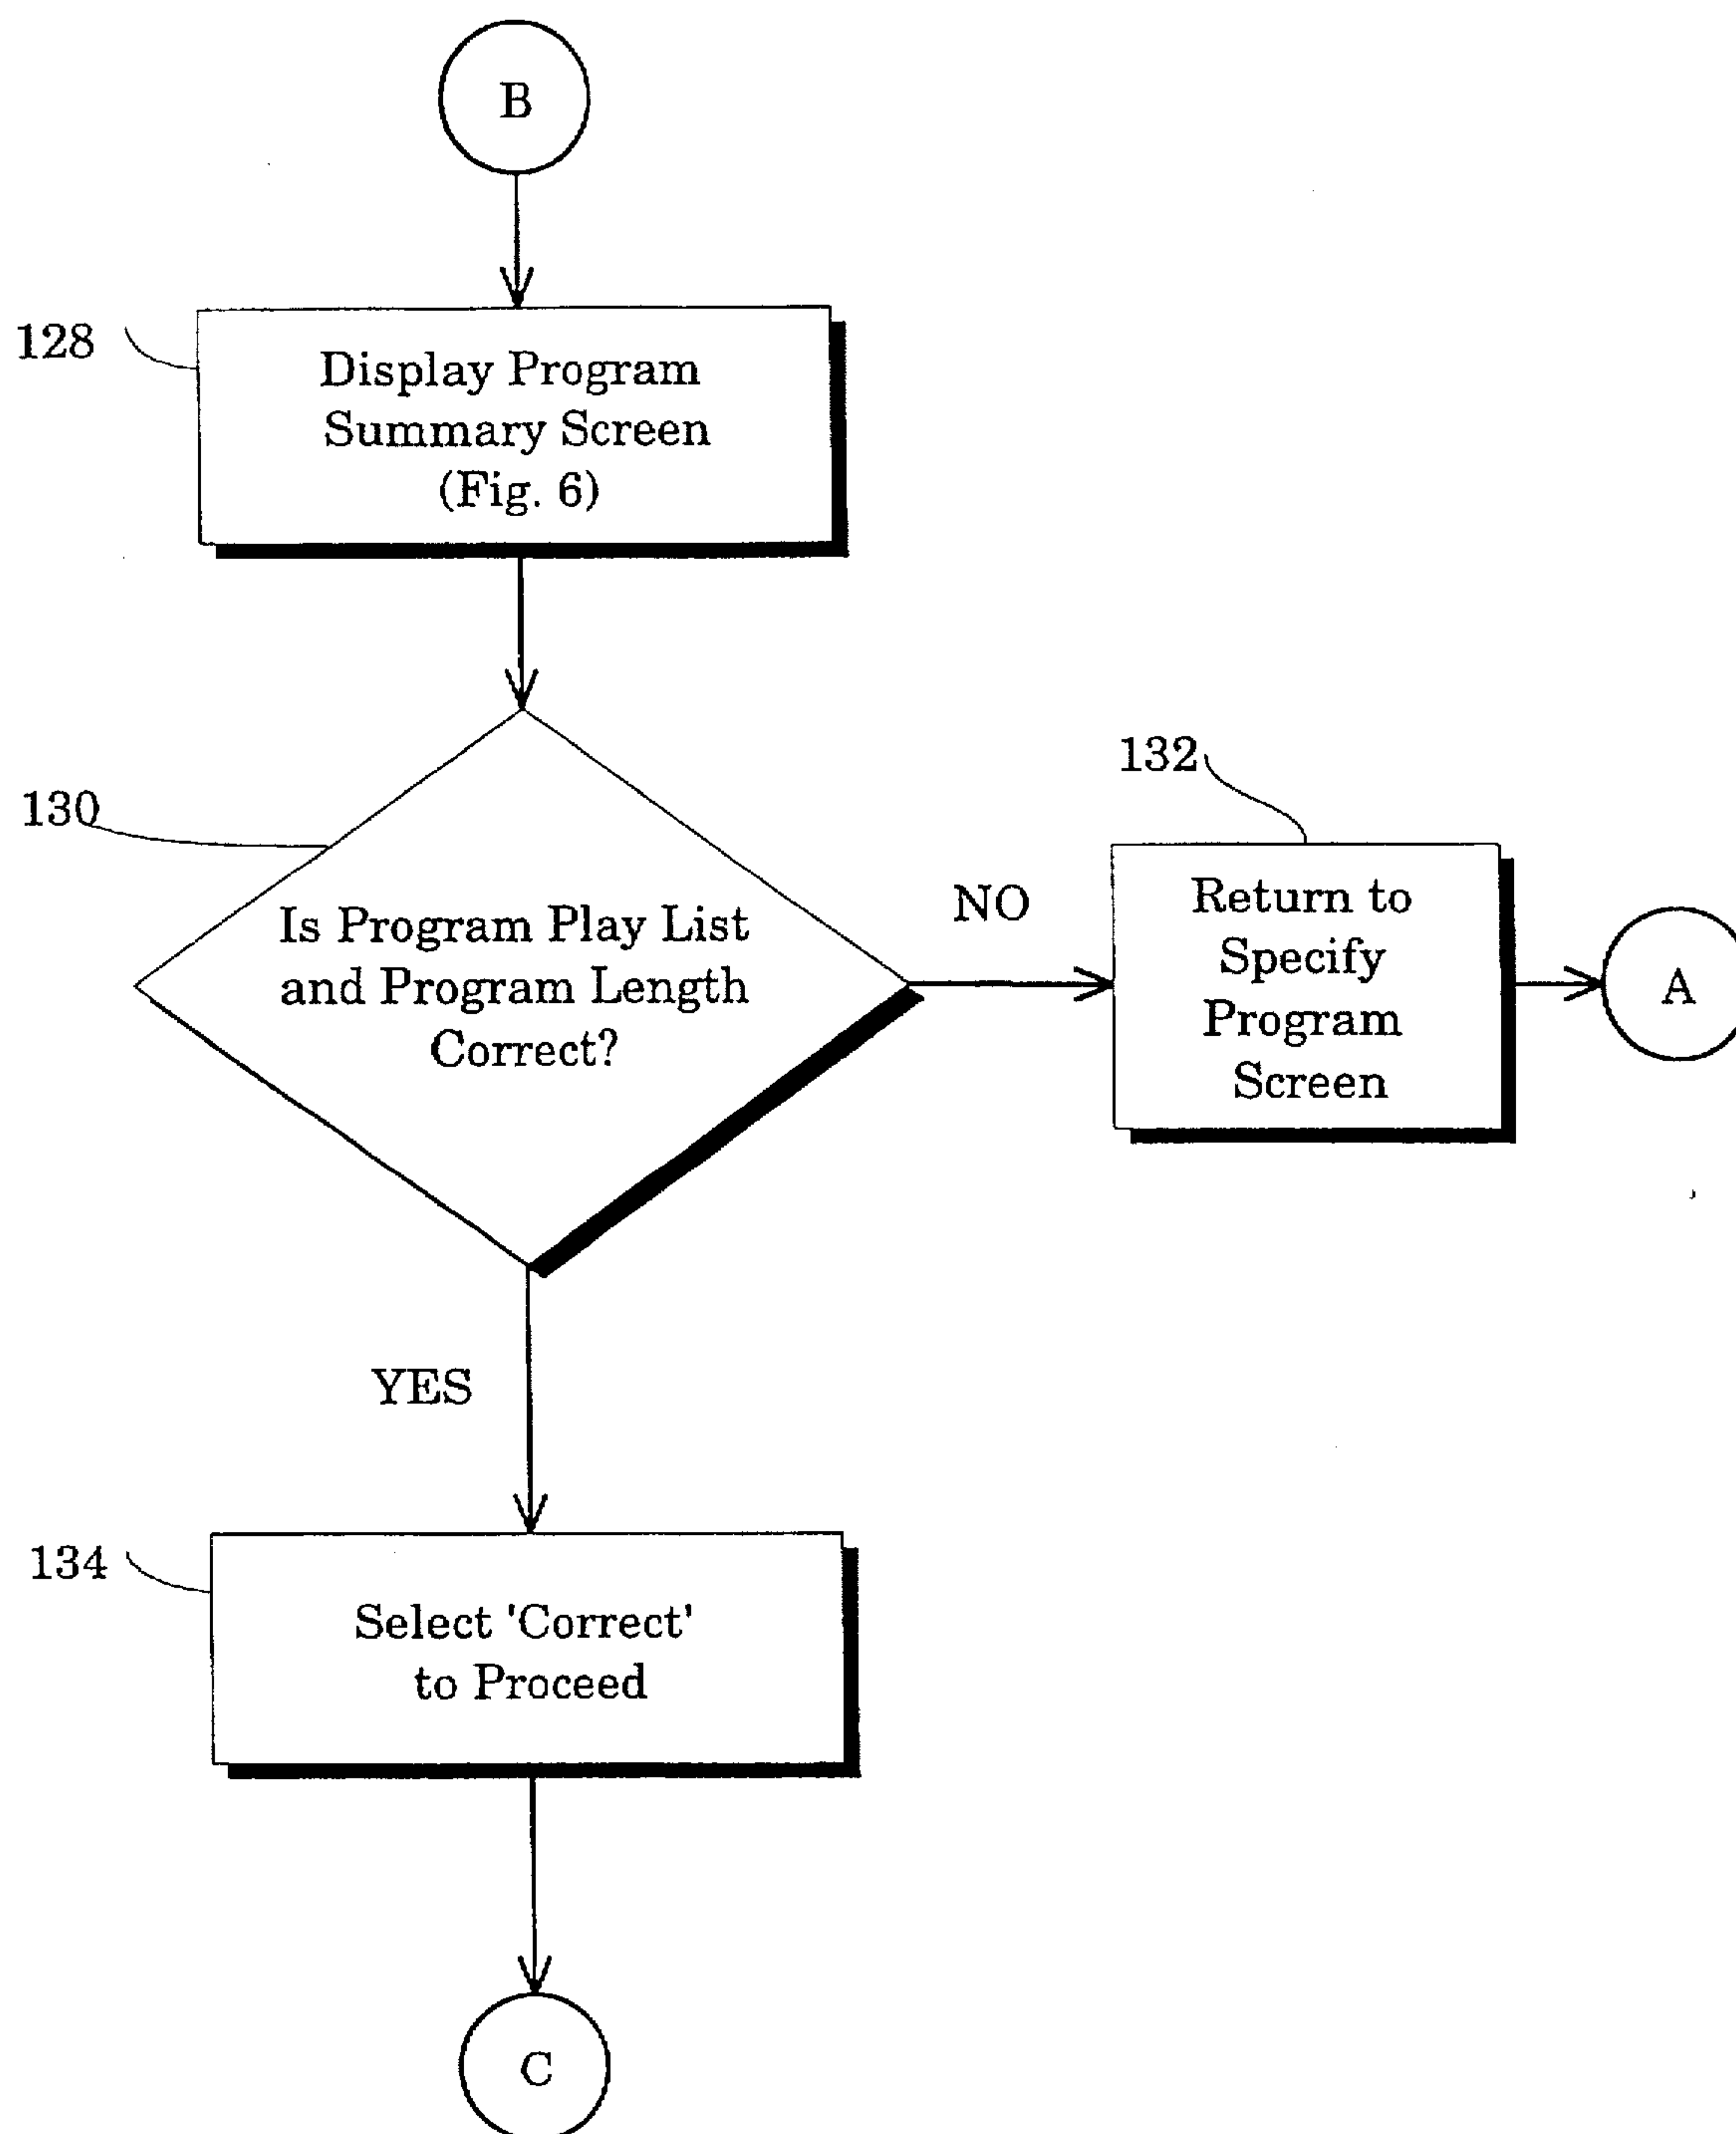 B
128
Display Program
Summary Screen
(Fig. 6)
130
Is Program Play List
and Program Length
Correct?
NO
132
Return to
Specify
Program
Screen
A
YES
134
Select 'Correct'
to Proceed
C